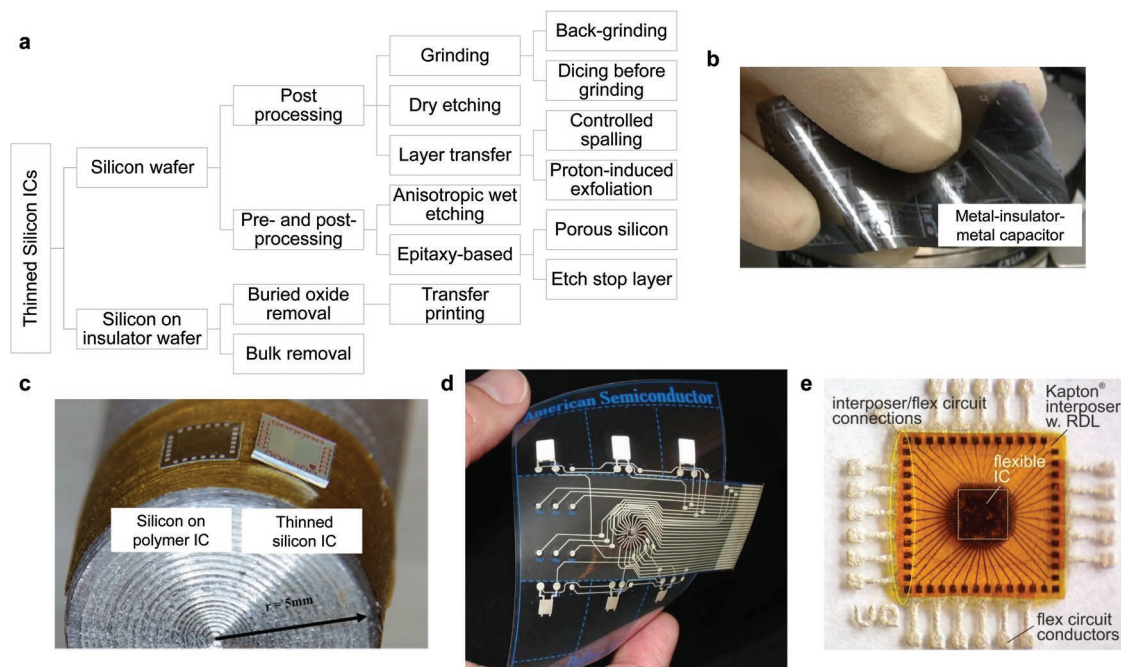 a
Thinned Silicon ICs
Silicon wafer
Silicon on
insulator wafer
Post
processing
Pre- and post-
processing
Buried oxide
removal
Bulk removal
Grinding
Dry etching
Layer transfer
Anisotropic wet
etching
Epitaxy-based
Transfer
printing
Back-grinding
Dicing before
grinding
Controlled
spalling
Proton-induced
exfoliation
Porous silicon
Etch stop layer
b
Metal-insulator-
metal capacitor
c
Silicon on
polymer IC
Thinned
silicon IC
r = 5mm
d
American Semiconductor
e
interposer/flex circuit
connections
Kapton®
interposer
w. RDL
flexible
IC
flex circuit
conductors